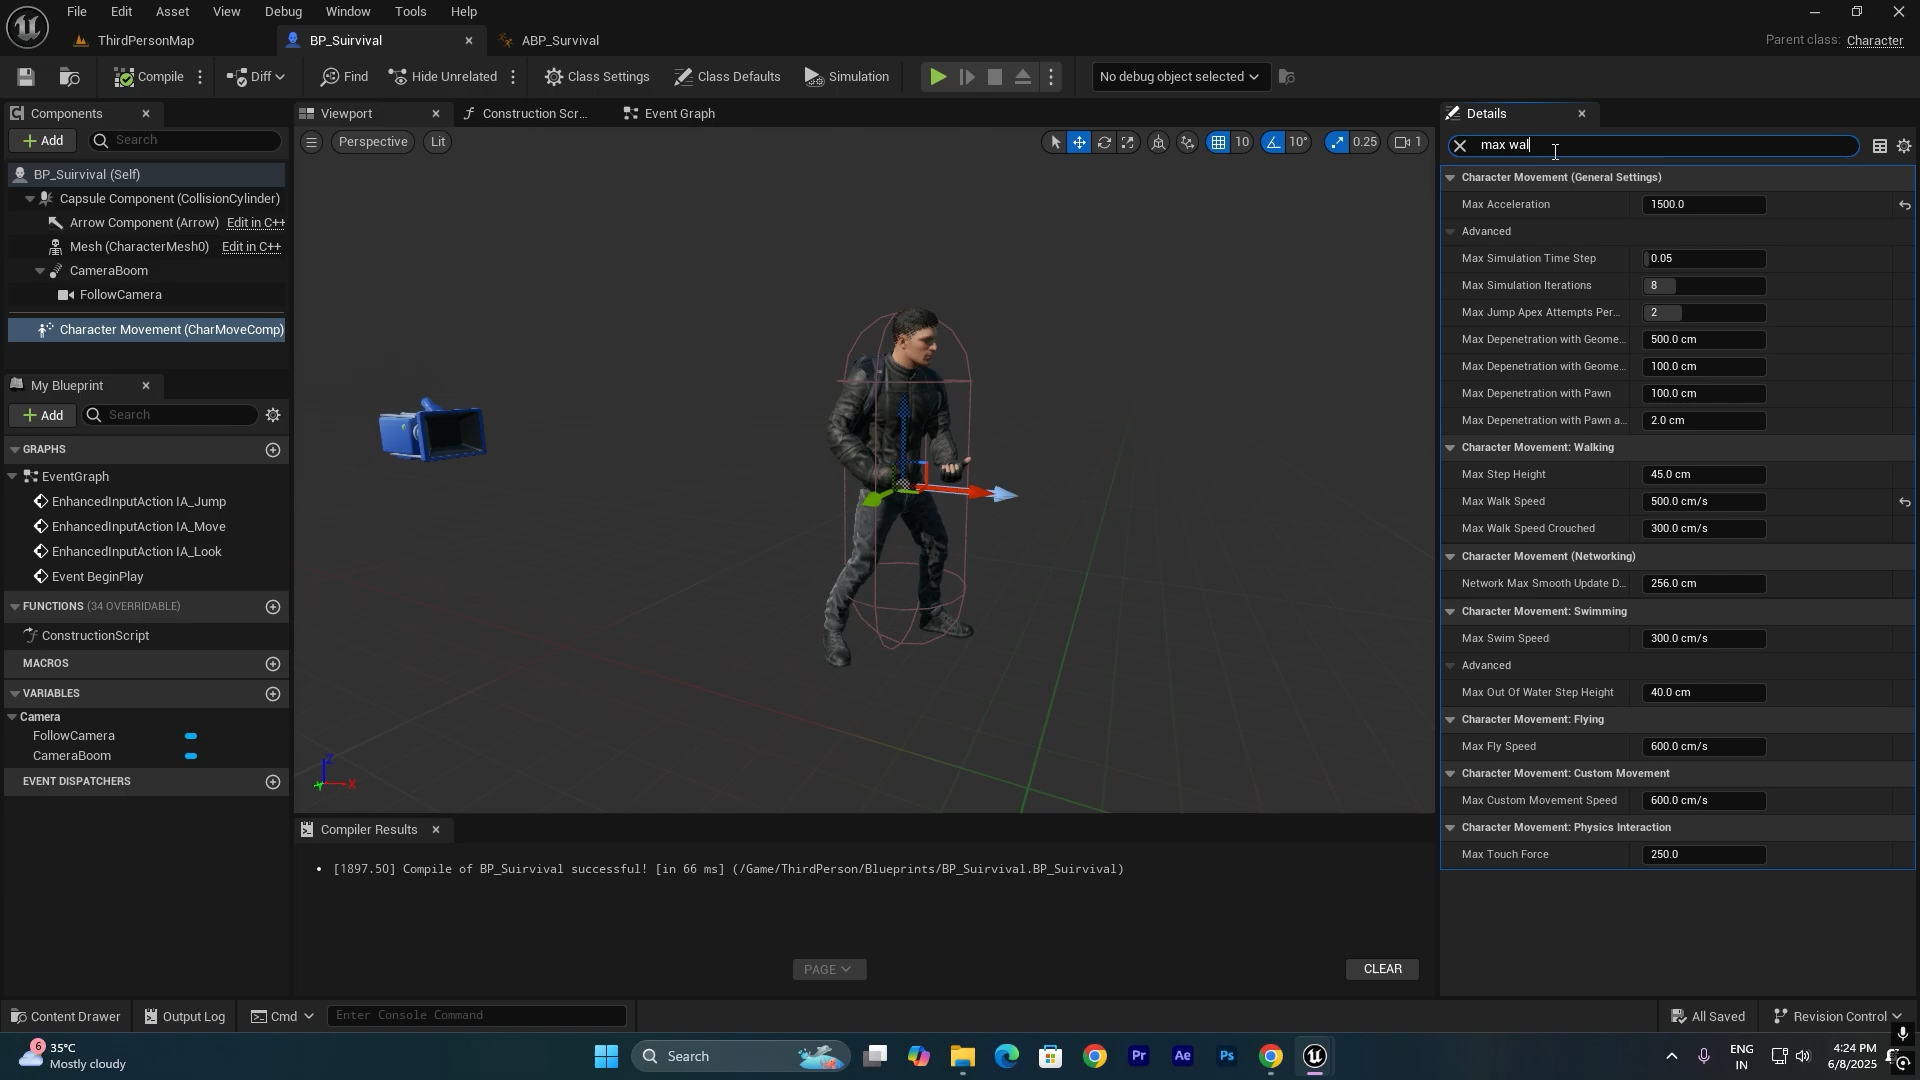 File Edit Asset View Debug Window Tools Help
ThirdPersonMap BP_Suirvival ABP_Survival Parent class: Character
Compile Diff Find Hide Unrelated Class Settings Class Defaults Simulation No debug object selected
Components
Add Search
BP_Suirvival (Self)
Capsule Component (CollisionCylinder)
Arrow Component (Arrow) Edit in C++
Mesh (CharacterMesh0) Edit in C++
CameraBoom
FollowCamera
Character Movement (CharMoveComp)
My Blueprint
Add Search
GRAPHS
EventGraph
EnhancedInputAction IA_Jump
EnhancedInputAction IA_Move
EnhancedInputAction IA_Look
Event BeginPlay
FUNCTIONS (34 OVERRIDABLE)
ConstructionScript
MACROS
VARIABLES
Camera
FollowCamera
CameraBoom
EVENT DISPATCHERS
Viewport Construction Scr... Event Graph
Perspective Lit 10 10° 0.25 1
Z
X
Y
Compiler Results
[1897.50] Compile of BP_Suirvival successful! [in 66 ms] (/Game/ThirdPerson/Blueprints/BP_Suirvival.BP_Suirvival)
PAGE CLEAR
Details
max wal
Character Movement (General Settings)
Max Acceleration 1500.0
Advanced
Max Simulation Time Step 0.05
Max Simulation Iterations 8
Max Jump Apex Attempts Per... 2
Max Depenetration with Geome... 500.0 cm
Max Depenetration with Geome... 100.0 cm
Max Depenetration with Pawn 100.0 cm
Max Depenetration with Pawn a... 2.0 cm
Character Movement: Walking
Max Step Height 45.0 cm
Max Walk Speed 500.0 cm/s
Max Walk Speed Crouched 300.0 cm/s
Character Movement (Networking)
Network Max Smooth Update D... 256.0 cm
Character Movement: Swimming
Max Swim Speed 300.0 cm/s
Advanced
Max Out Of Water Step Height 40.0 cm
Character Movement: Flying
Max Fly Speed 600.0 cm/s
Character Movement: Custom Movement
Max Custom Movement Speed 600.0 cm/s
Character Movement: Physics Interaction
Max Touch Force 250.0
Content Drawer Output Log Cmd Enter Console Command All Saved Revision Control
6 35°C
Mostly cloudy
Search
Pr Ae Ps
ENG
IN
4:24 PM
6/8/2025